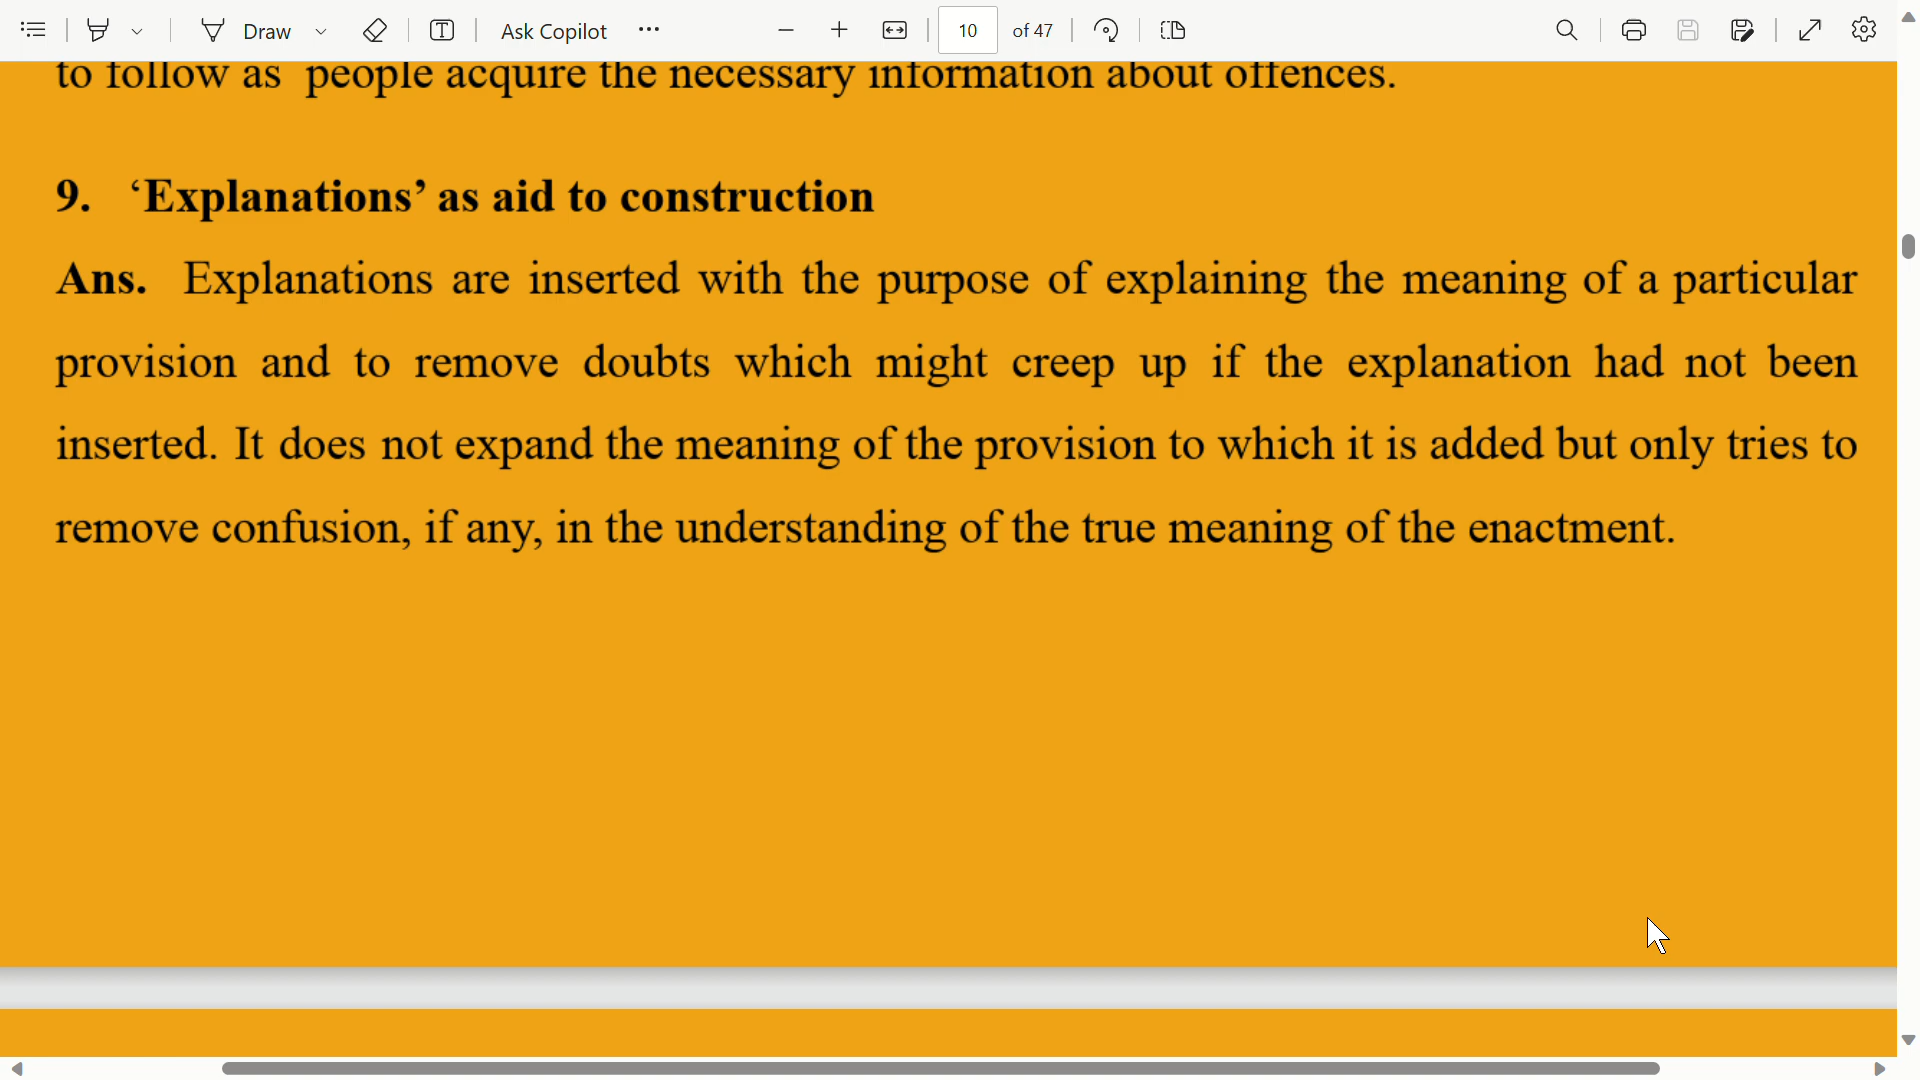 Draw
Ask Copilot
10 of 47
to follow as people acquire the necessary information about offences.
9. ‘Explanations’ as aid to construction
Ans. Explanations are inserted with the purpose of explaining the meaning of a particular
provision and to remove doubts which might creep up if the explanation had not been
inserted. It does not expand the meaning of the provision to which it is added but only tries to
remove confusion, if any, in the understanding of the true meaning of the enactment.